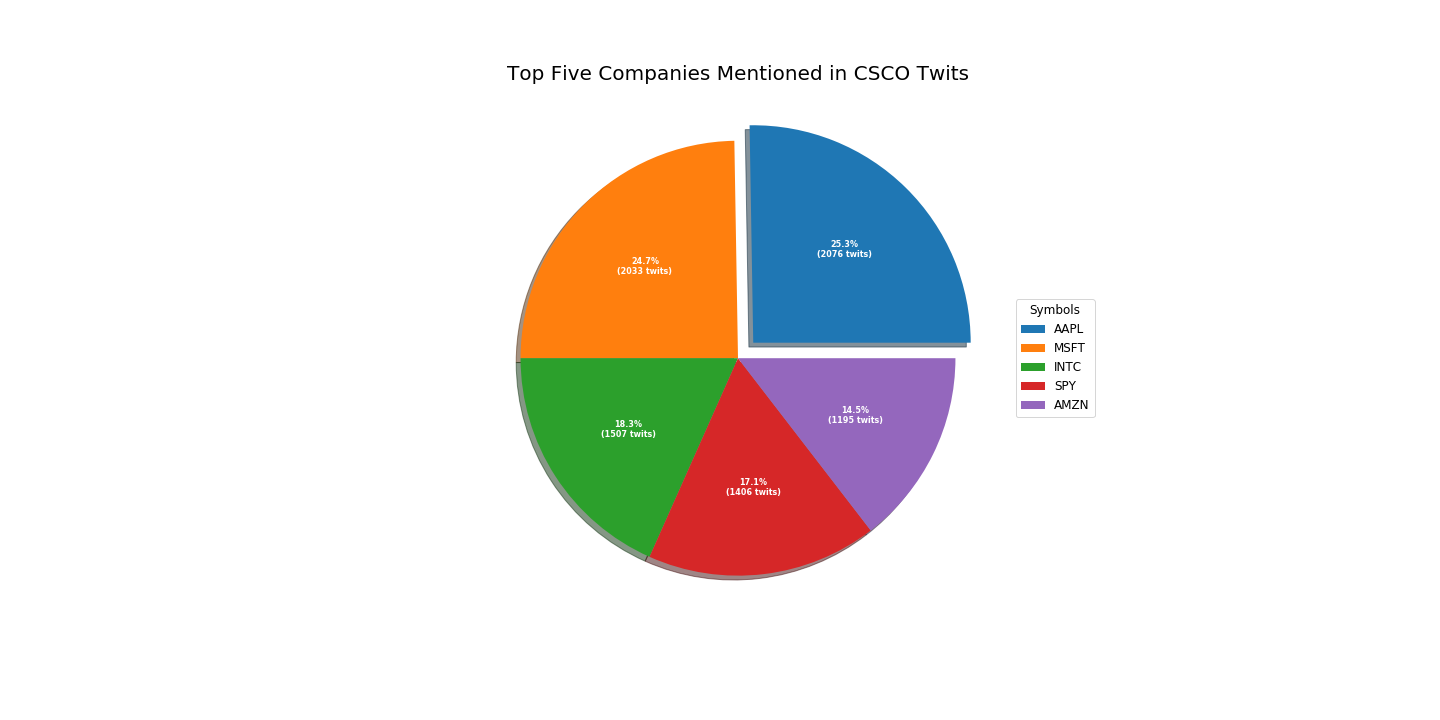 Top Five Companies Mentioned in CSCO Twits
25.3%
(2076 twits)
24.7%
(2033 twits)
18.3%
(1507 twits)
17.1%
(1406 twits)
14.5%
(1195 twits)
Symbols
AAPL
MSFT
INTC
SPY
AMZN